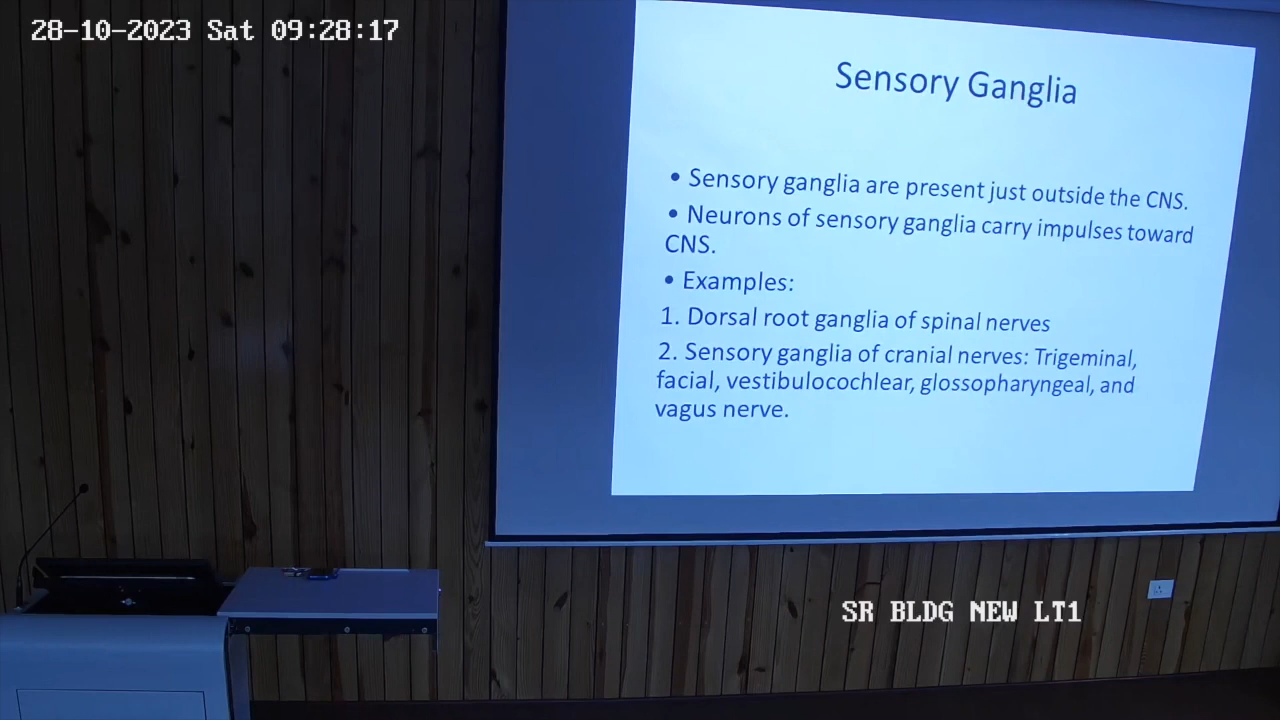 28-10-2023 Sat 09:28:17
Sensory Ganglia
• Sensory ganglia are present just outside the CNS.
• Neurons of sensory ganglia carry impulses toward
CNS.
• Examples:
1. Dorsal root ganglia of spinal nerves
2. Sensory ganglia of cranial nerves: Trigeminal,
facial, vestibulocochlear, glossopharyngeal, and
vagus nerve.
SR BLDG NEW LT1